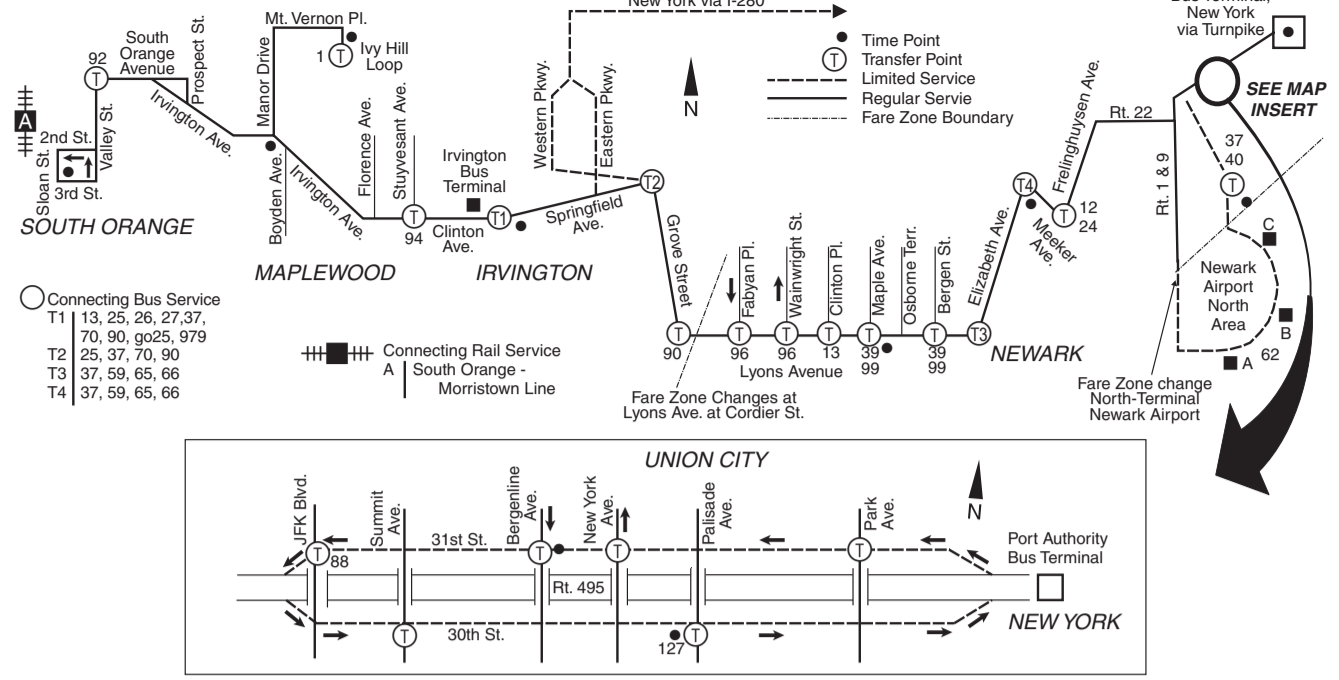 New York via I-280
Bus Terminal,
New York
via Turnpike
Mt. Vernon Pl.
1 T
Ivy Hill
Loop
Time Point
T Transfer Point
Limited Service
Regular Servie
Fare Zone Boundary
N
92
T
South
Orange
Avenue
Prospect St.
Manor Drive
Irvington Ave.
A
2nd St.
3rd St.
Sloan St.
Valley St.
SOUTH ORANGE
Boyden Ave.
Irvington Ave.
Florence Ave.
Stuyvesant Ave.
T
94
Clinton
Ave.
Irvington
Bus
Terminal
T1
Springfield
Ave.
Western Pkwy.
Eastern Pkwy.
T2
MAPLEWOOD
IRVINGTON
Grove Street
T
90
Fabyan Pl.
T
96
Wainwright St.
T
96
Clinton Pl.
T
13
Maple Ave.
T
39
99
Osborne Terr.
Bergen St.
T
39
99
T3
Lyons Avenue
Elizabeth Ave.
T4
Meeker
Ave.
T
12
24
Frelinghuysen Ave.
Rt. 22
Rt. 1 & 9
SEE MAP
INSERT
37
40
T
C
Newark
Airport
North
Area
B
A
62
NEWARK
Fare Zone Changes at
Lyons Ave. at Cordier St.
Fare Zone change
North-Terminal
Newark Airport
Connecting Bus Service
T1 13, 25, 26, 27,37,
70, 90, go25, 979
T2 25, 37, 70, 90
T3 37, 59, 65, 66
T4 37, 59, 65, 66
Connecting Rail Service
A South Orange -
Morristown Line
UNION CITY
N
JFK Blvd.
Summit
Ave.
Bergenline
Ave.
New York
Ave.
Palisade
Ave.
Park
Ave.
31st St.
T
88
T
T
T
Rt. 495
Port Authority
Bus Terminal
NEW YORK
T
30th St.
127
T